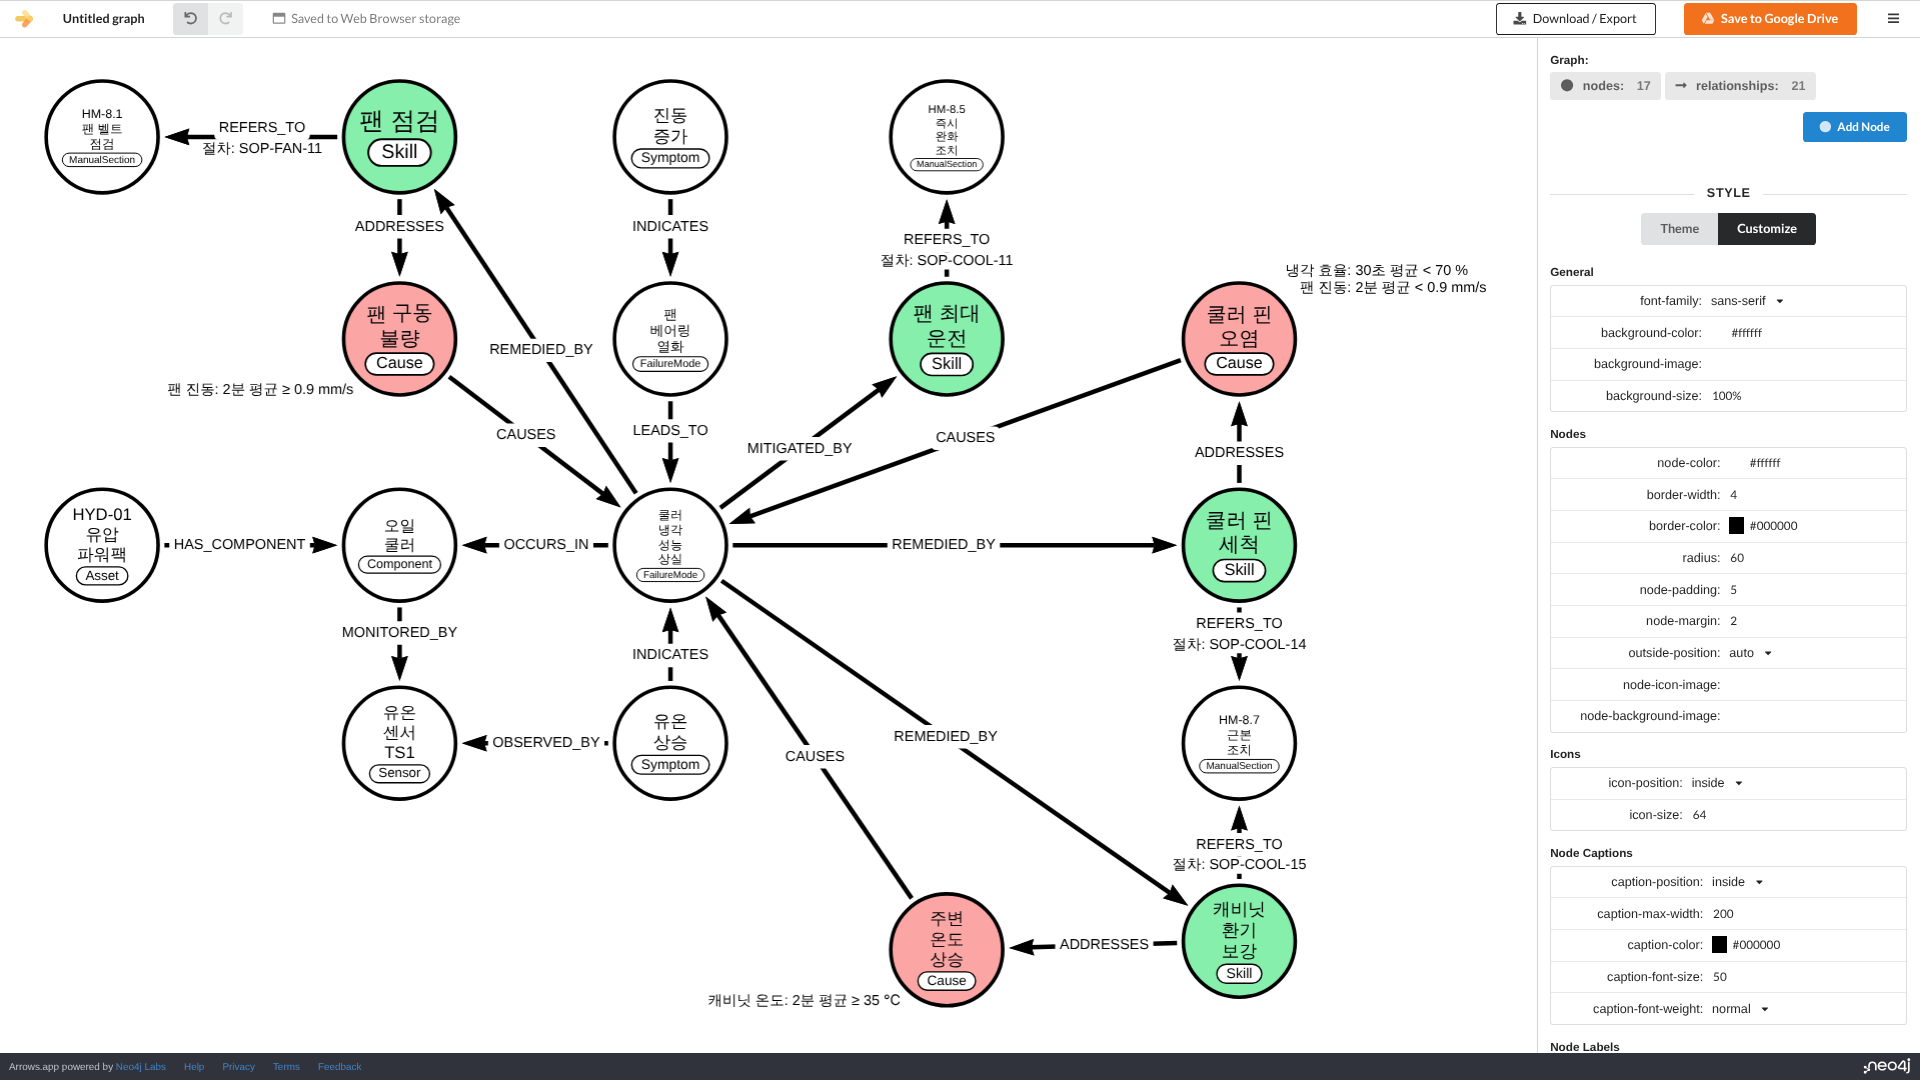 Untitled graph
Saved to Web Browser storage
Download / Export
Save to Google Drive
HM-8.1
팬 벨트
점검
ManualSection
REFERS_TO
절차: SOP-FAN-11
팬 점검
Skill
진동
증가
Symptom
HM-8.5
즉시
완화
조치
ManualSection
ADDRESSES
INDICATES
REFERS_TO
절차: SOP-COOL-11
냉각 효율: 30초 평균 < 70 %
팬 진동: 2분 평균 < 0.9 mm/s
팬 구동
불량
Cause
팬 진동: 2분 평균 ≥ 0.9 mm/s
REMEDIED_BY
팬
베어링
열화
FailureMode
팬 최대
운전
Skill
쿨러 핀
오염
Cause
CAUSES
LEADS_TO
MITIGATED_BY
CAUSES
ADDRESSES
HYD-01
유압
파워팩
Asset
HAS_COMPONENT
오일
쿨러
Component
OCCURS_IN
쿨러
냉각
성능
상실
FailureMode
REMEDIED_BY
쿨러 핀
세척
Skill
MONITORED_BY
INDICATES
REFERS_TO
절차: SOP-COOL-14
유온
센서
TS1
Sensor
OBSERVED_BY
유온
상승
Symptom
CAUSES
REMEDIED_BY
HM-8.7
근본
조치
ManualSection
REFERS_TO
절차: SOP-COOL-15
주변
온도
상승
Cause
캐비닛 온도: 2분 평균 ≥ 35 ℃
ADDRESSES
캐비닛
환기
보강
Skill
Graph:
nodes: 17
relationships: 21
Add Node
STYLE
Theme
Customize
General
font-family: sans-serif
background-color: #ffffff
background-image:
background-size: 100%
Nodes
node-color: #ffffff
border-width: 4
border-color: #000000
radius: 60
node-padding: 5
node-margin: 2
outside-position: auto
node-icon-image:
node-background-image:
Icons
icon-position: inside
icon-size: 64
Node Captions
caption-position: inside
caption-max-width: 200
caption-color: #000000
caption-font-size: 50
caption-font-weight: normal
Node Labels
Arrows.app powered by Neo4j Labs
Help
Privacy
Terms
Feedback
neo4j